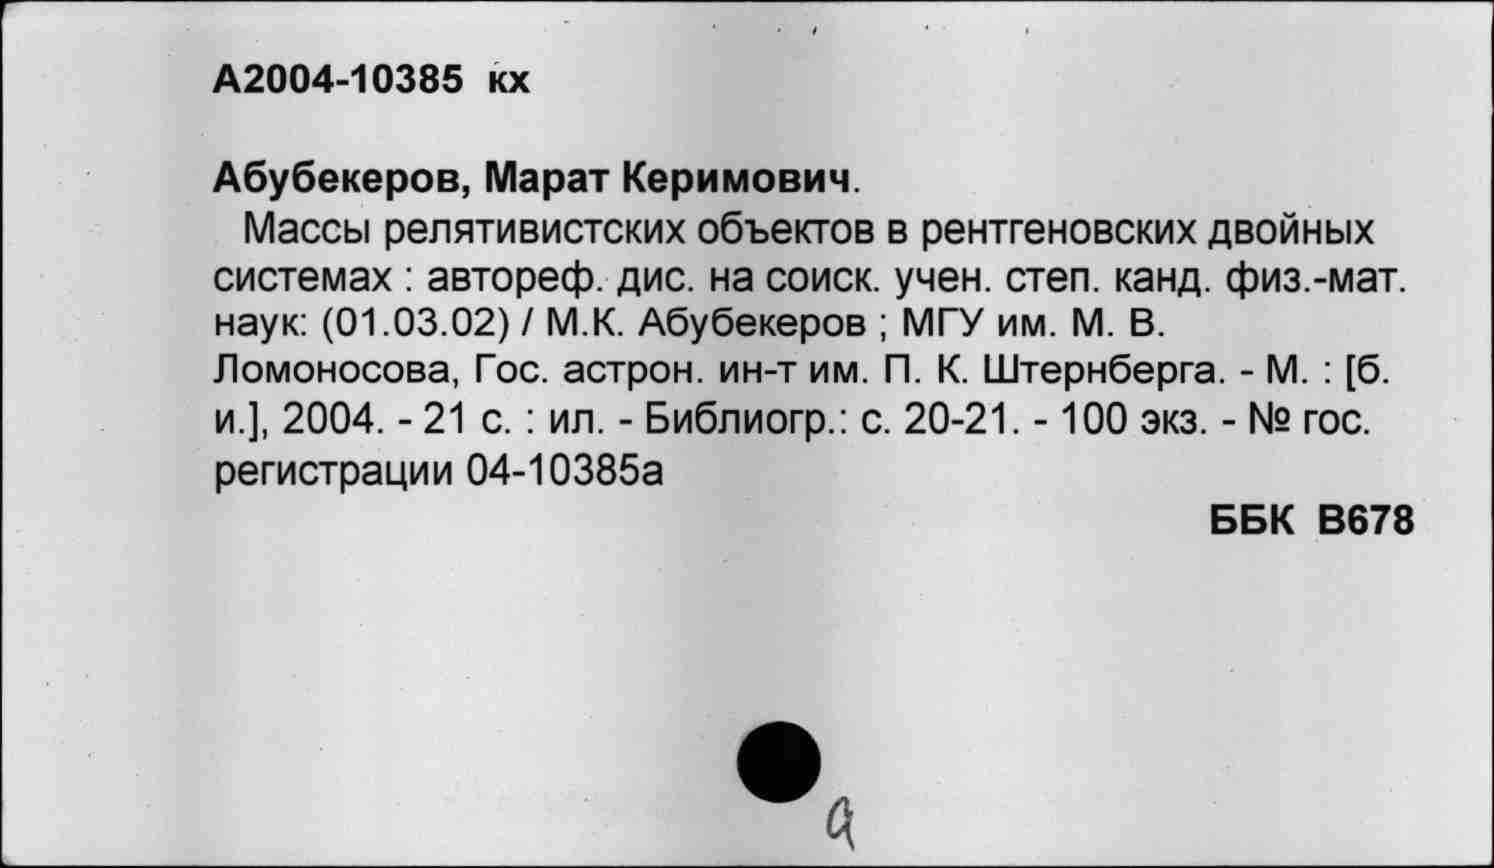 А2004-10385 кх
Абубекеров, Марат Керимович.
Массы релятивистских объектов в рентгеновских двойных
системах : автореф. дис. на соиск. учен. степ. канд. физ.-мат.
наук: (01.03.02) / М.К. Абубекеров ; МГУ им. М. В.
Ломоносова, Гос. астрон. ин-т им. П. К. Штернберга. - М. : [б.
и.], 2004. - 21 с. : ил. - Библиогр.: с. 20-21. - 100 экз. - № гос.
регистрации 04-10385а
ББК В678